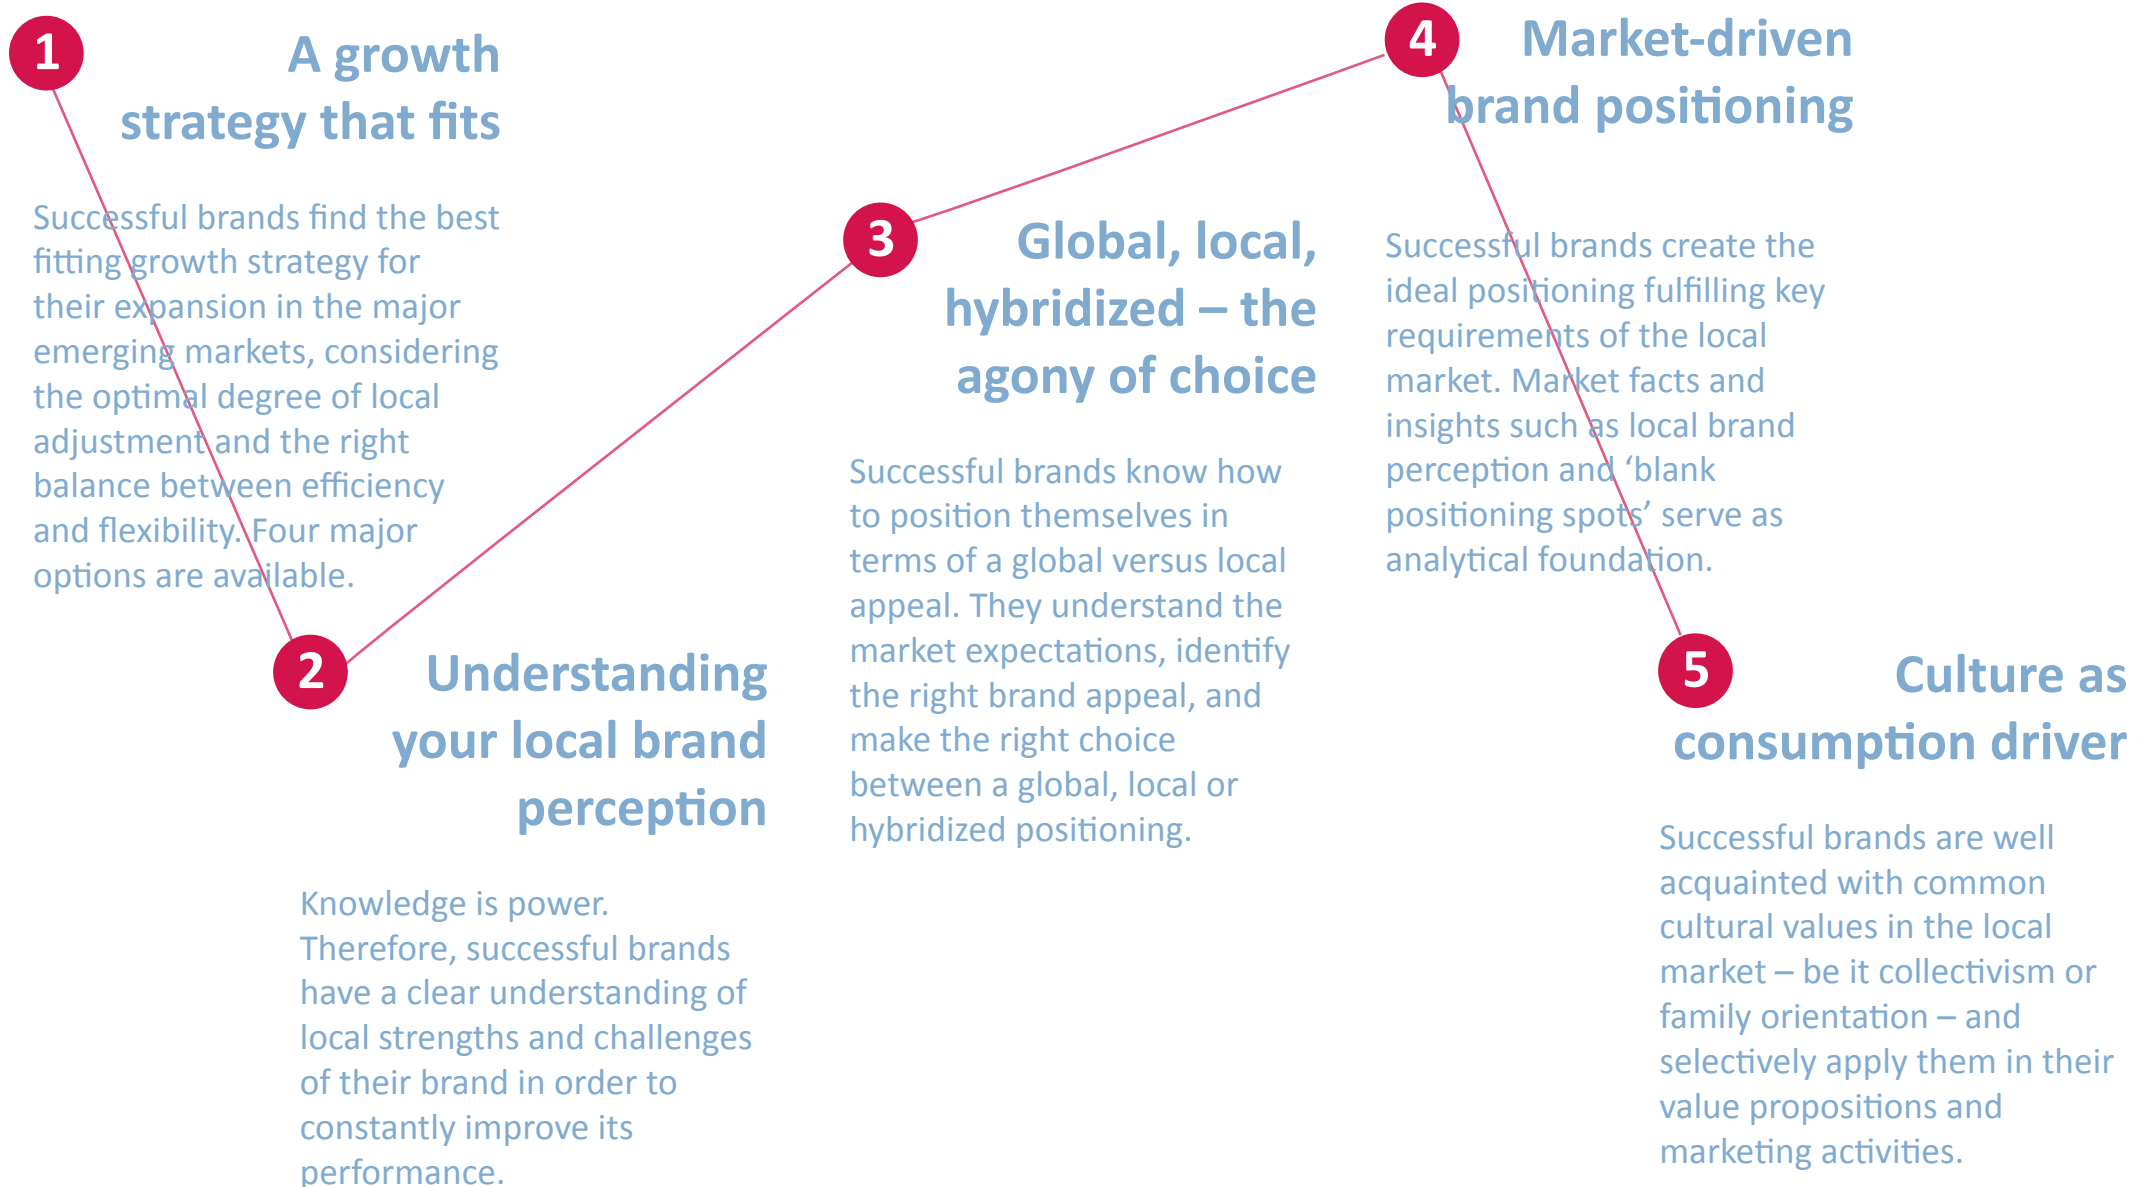 1
A growth
strategy that fits
Successful brands find the best
fitting growth strategy for
their expansion in the major
emerging markets, considering
the optimal degree of local
adjustment and the right
balance between efficiency
and flexibility. Four major
options are available.
2
Understanding
your local brand
perception
Knowledge is power.
Therefore, successful brands
have a clear understanding of
local strengths and challenges
of their brand in order to
constantly improve its
performance.
3
Global, local,
hybridized – the
agony of choice
Successful brands know how
to position themselves in
terms of a global versus local
appeal. They understand the
market expectations, identify
the right brand appeal, and
make the right choice
between a global, local or
hybridized positioning.
4
Market-driven
brand positioning
Successful brands create the
ideal positioning fulfilling key
requirements of the local
market. Market facts and
insights such as local brand
perception and ‘blank
positioning spots’ serve as
analytical foundation.
5
Culture as
consumption driver
Successful brands are well
acquainted with common
cultural values in the local
market – be it collectivism or
family orientation – and
selectively apply them in their
value propositions and
marketing activities.